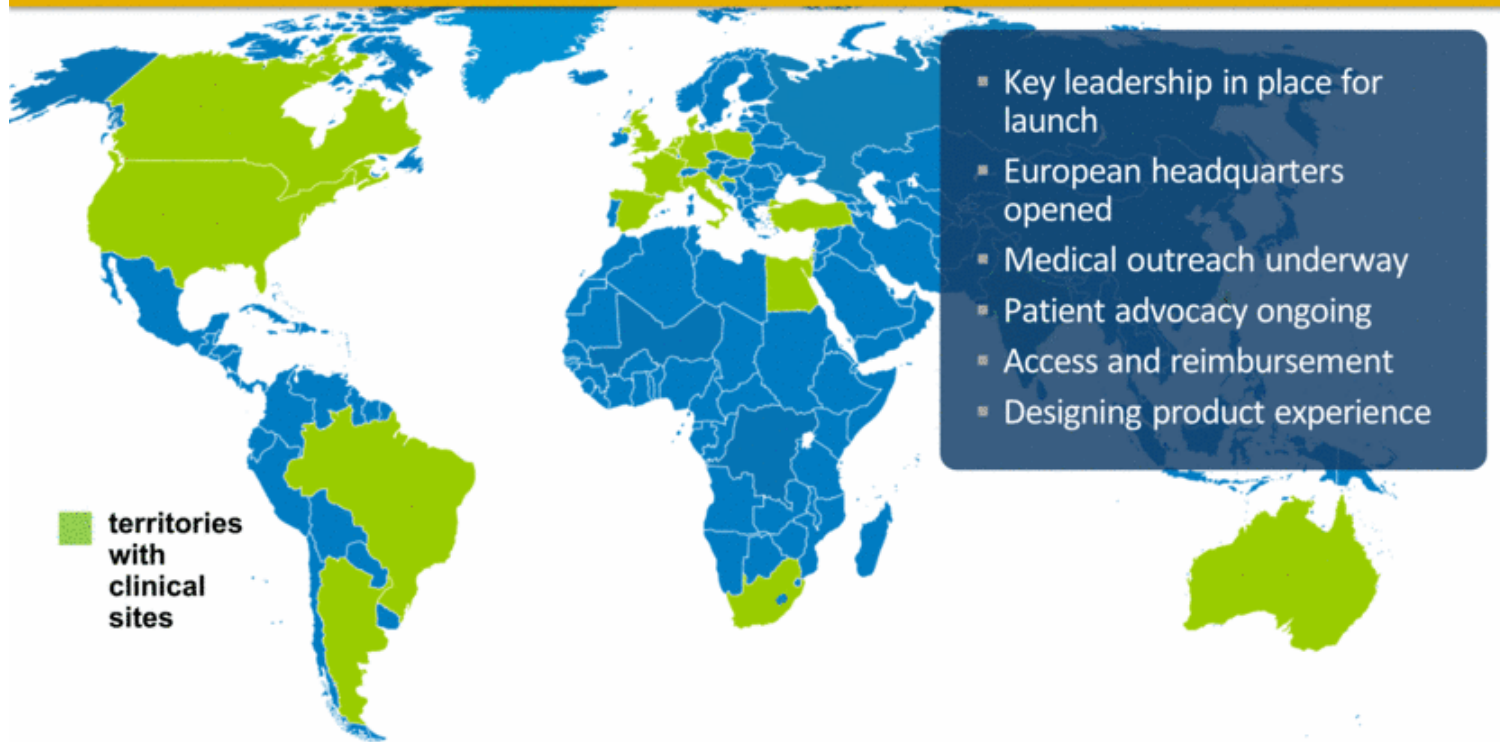 ▪ Key leadership in place for
launch
▪ European headquarters
opened
▪ Medical outreach underway
▪ Patient advocacy ongoing
▪ Access and reimbursement
▪ Designing product experience
territories
with
clinical
sites